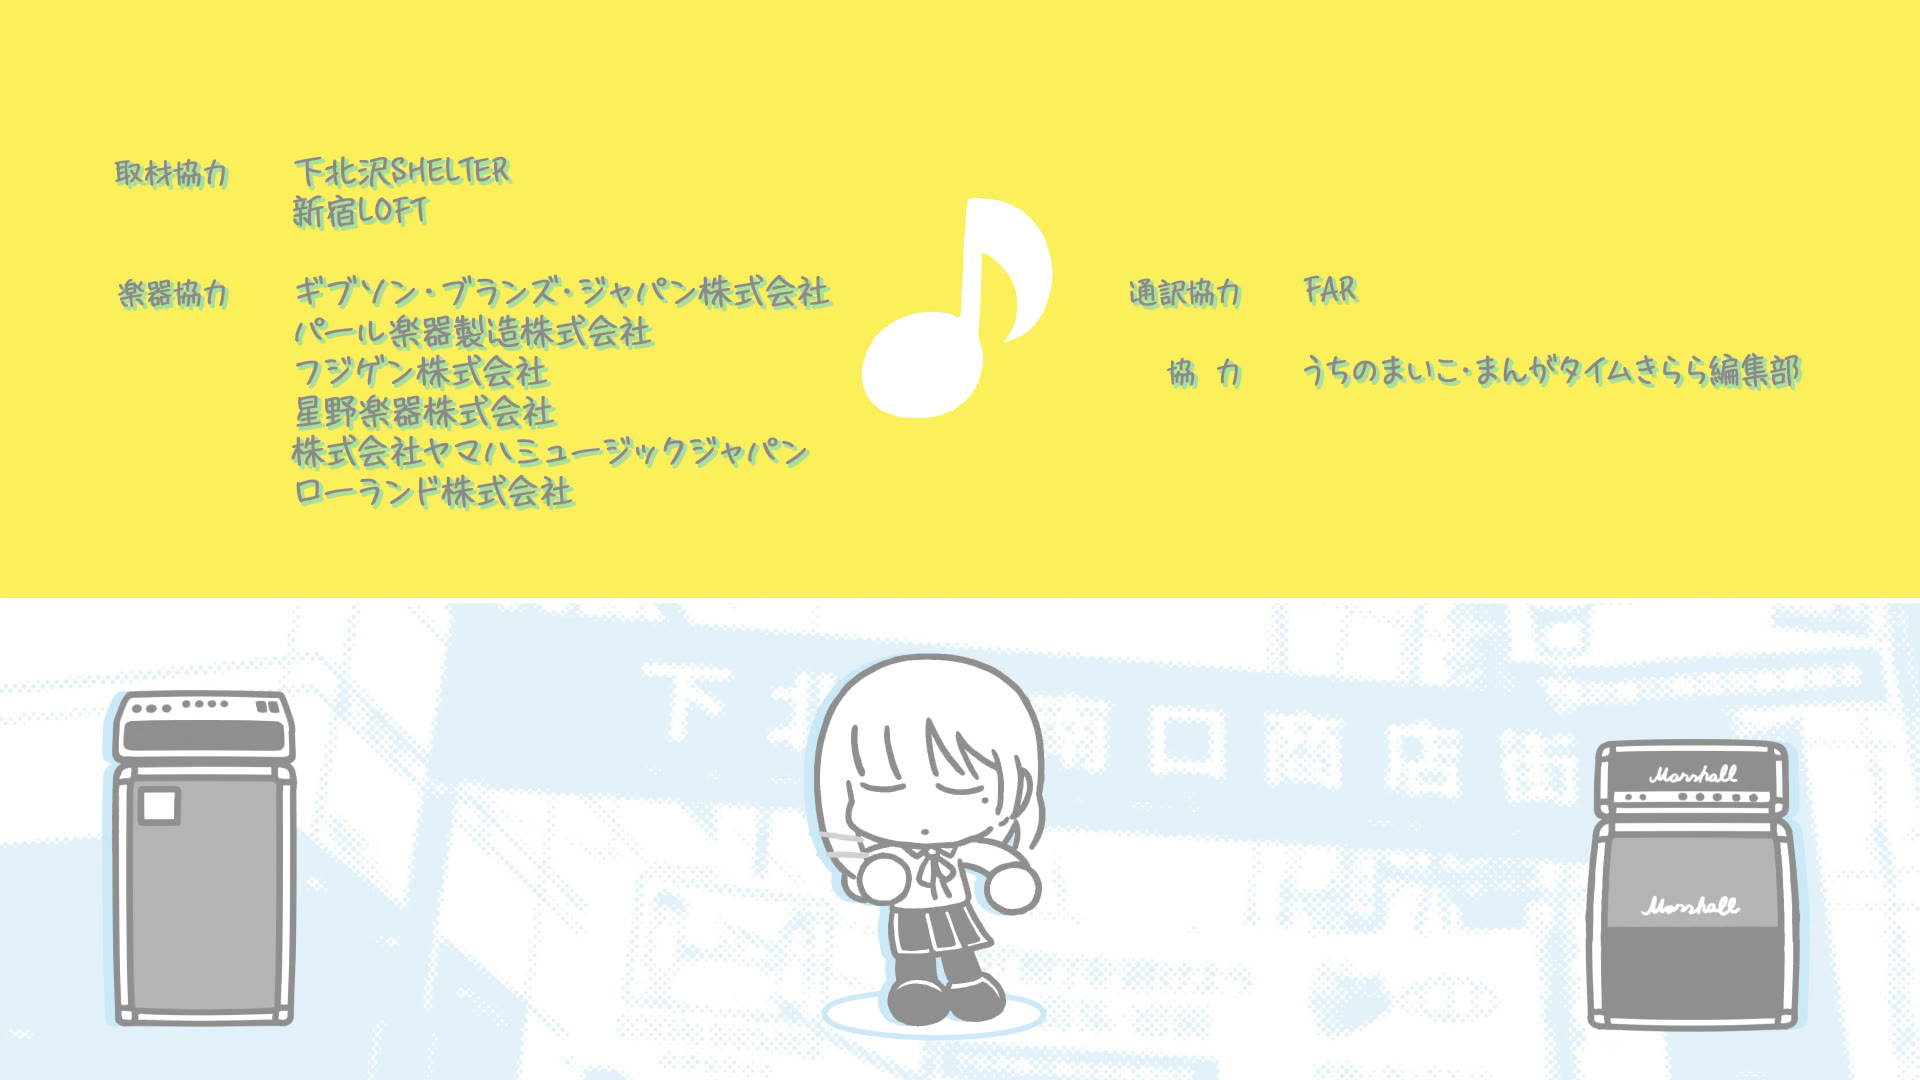 取材協力 下北沢SHELTER
新宿LOFT
楽器協力 ギブソン・ブランズ・ジャパン株式会社
パール楽器製造株式会社
フジゲン株式会社
星野楽器株式会社
株式会社ヤマハミュージックジャパン
ローランド株式会社
通訳協力 FAR
協 力 うちのまいこ・まんがタイムきらら編集部
下北 南口商店街
Marshall
Marshall